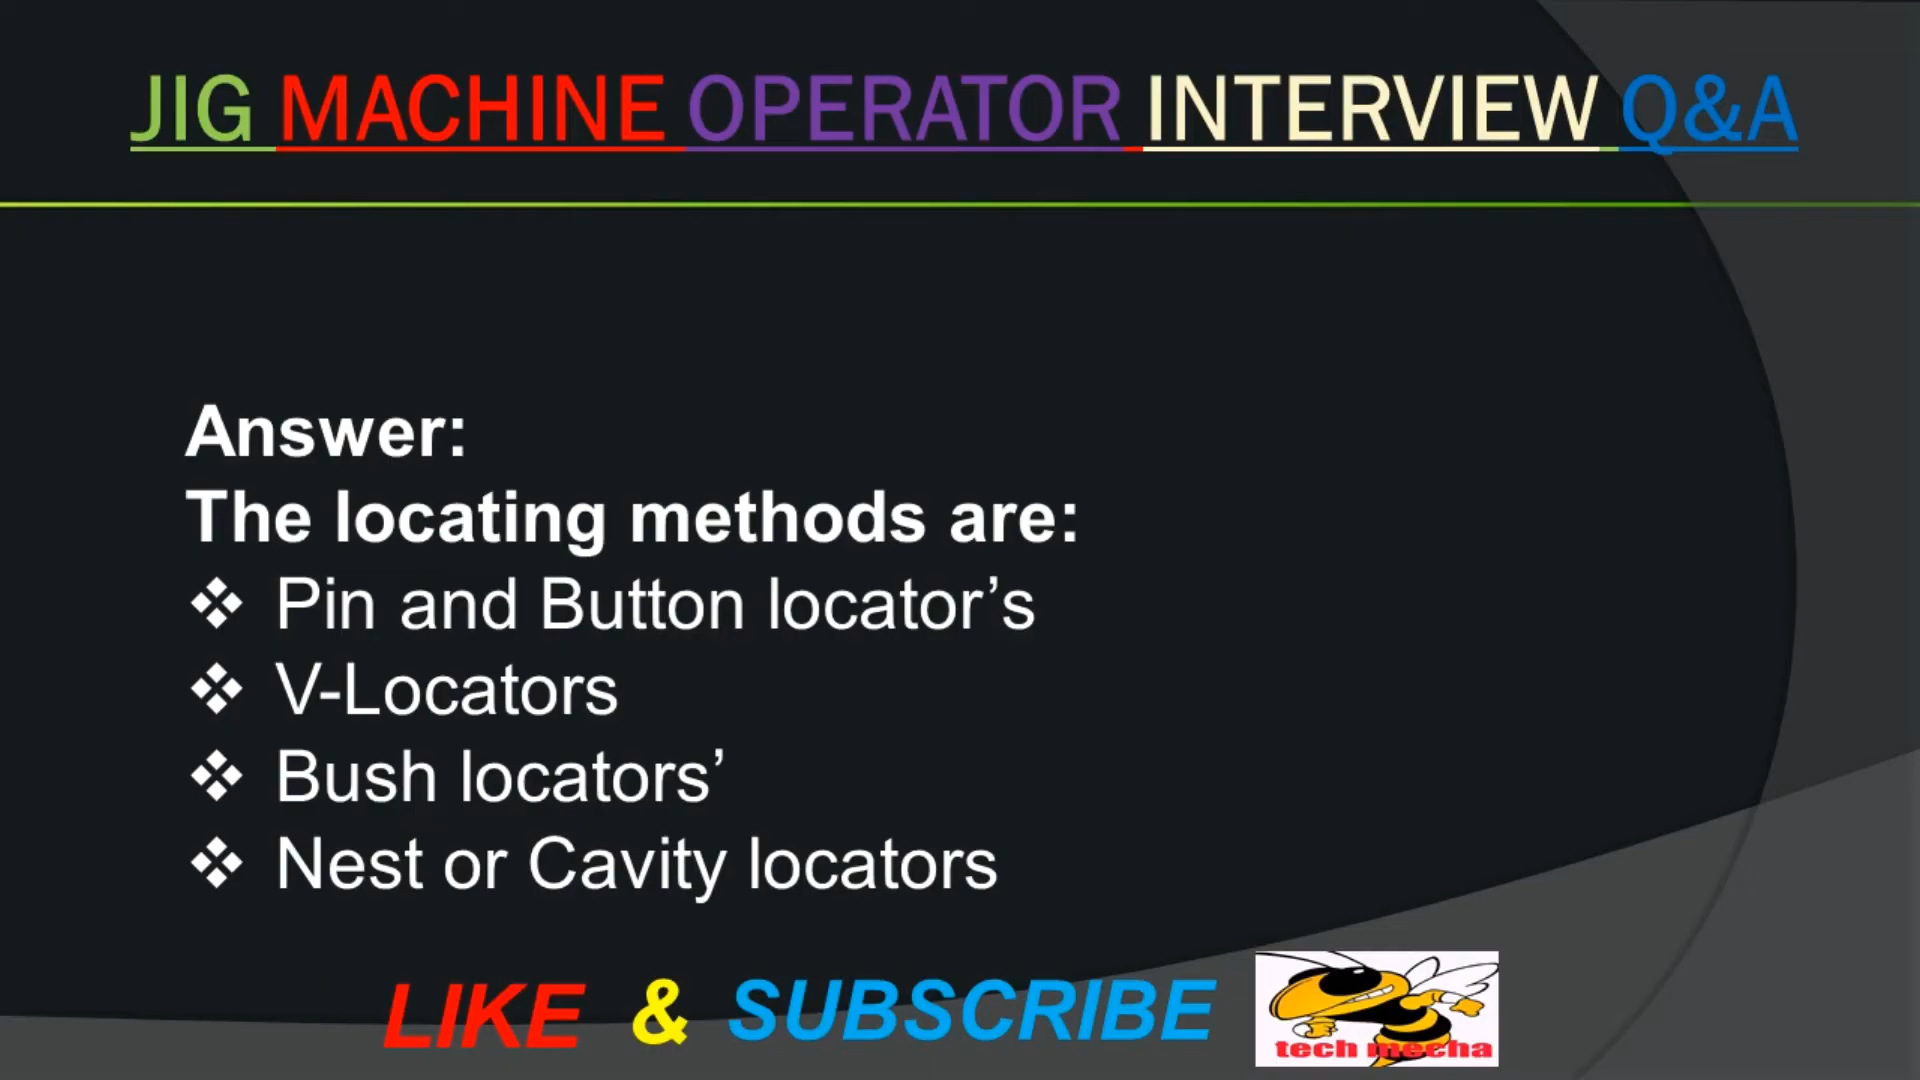 JIG MACHINE OPERATOR INTERVIEW Q&A
Answer:
The locating methods are:
❖ Pin and Button locator’s
❖ V-Locators
❖ Bush locators’
❖ Nest or Cavity locators
LIKE & SUBSCRIBE
tech mecha